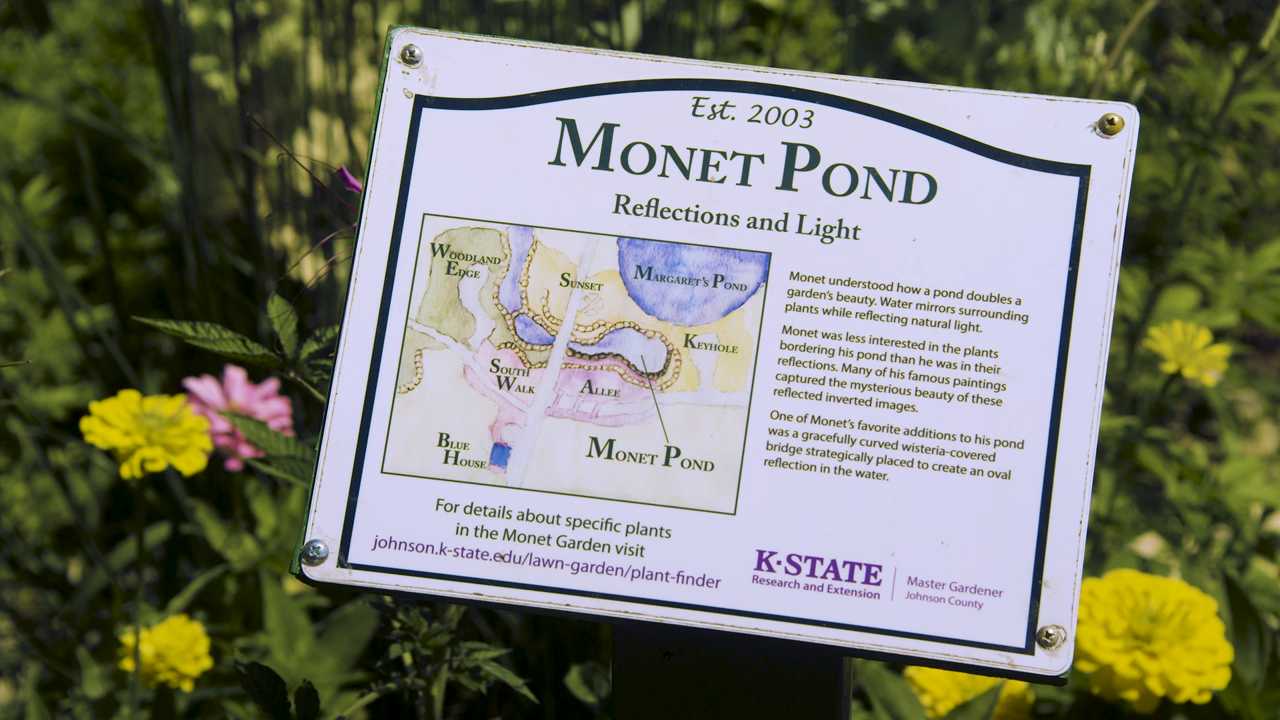 Est. 2003
MONET POND
Reflections and Light
WOODLAND
EDGE
SUNSET
MARGARET'S POND
KEYHOLE
SOUTH
WALK
ALLEE
BLUE
HOUSE
MONET POND
Monet understood how a pond doubles a
garden's beauty. Water mirrors surrounding
plants while reflecting natural light.
Monet was less interested in the plants
bordering his pond than he was in their
reflections. Many of his famous paintings
captured the mysterious beauty of these
reflected inverted images.
One of Monet's favorite additions to his pond
was a gracefully curved wisteria-covered
bridge strategically placed to create an oval
reflection in the water.
For details about specific plants
in the Monet Garden visit
johnson.k-state.edu/lawn-garden/plant-finder
K·STATE
Research and Extension
Master Gardener
Johnson County